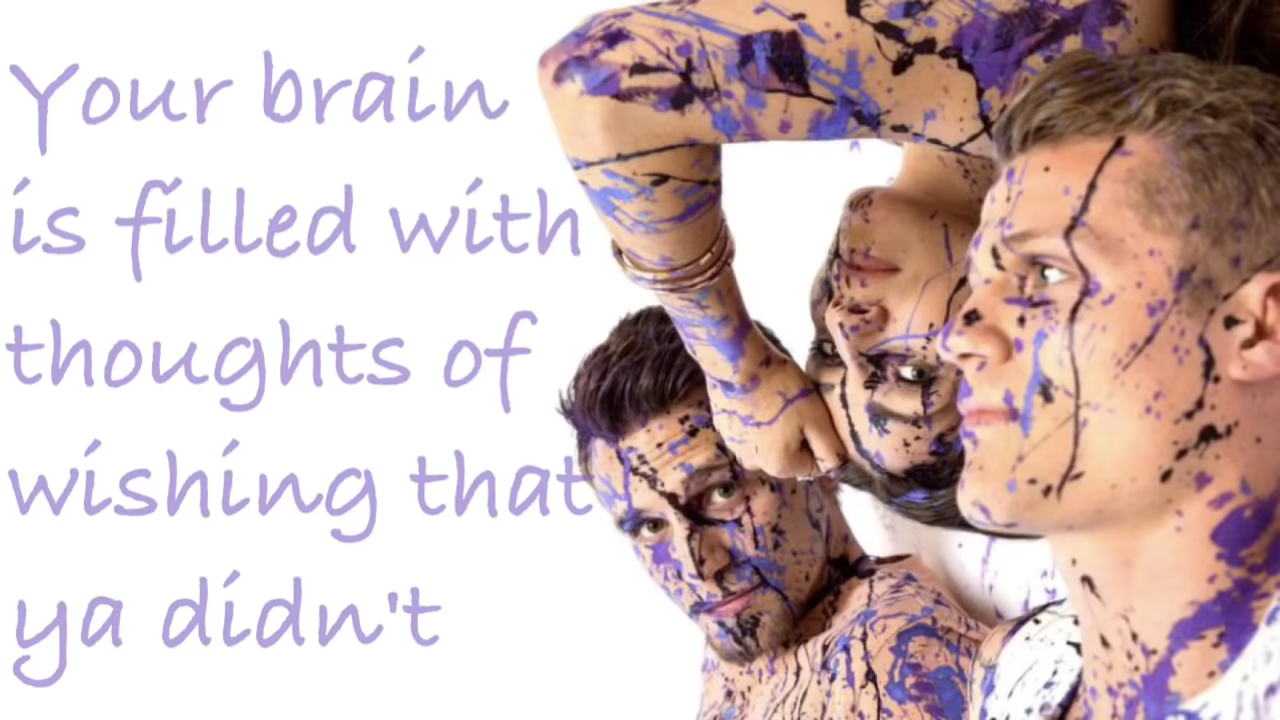 Your brain
is filled with
thoughts of
wishing that
ya didn't